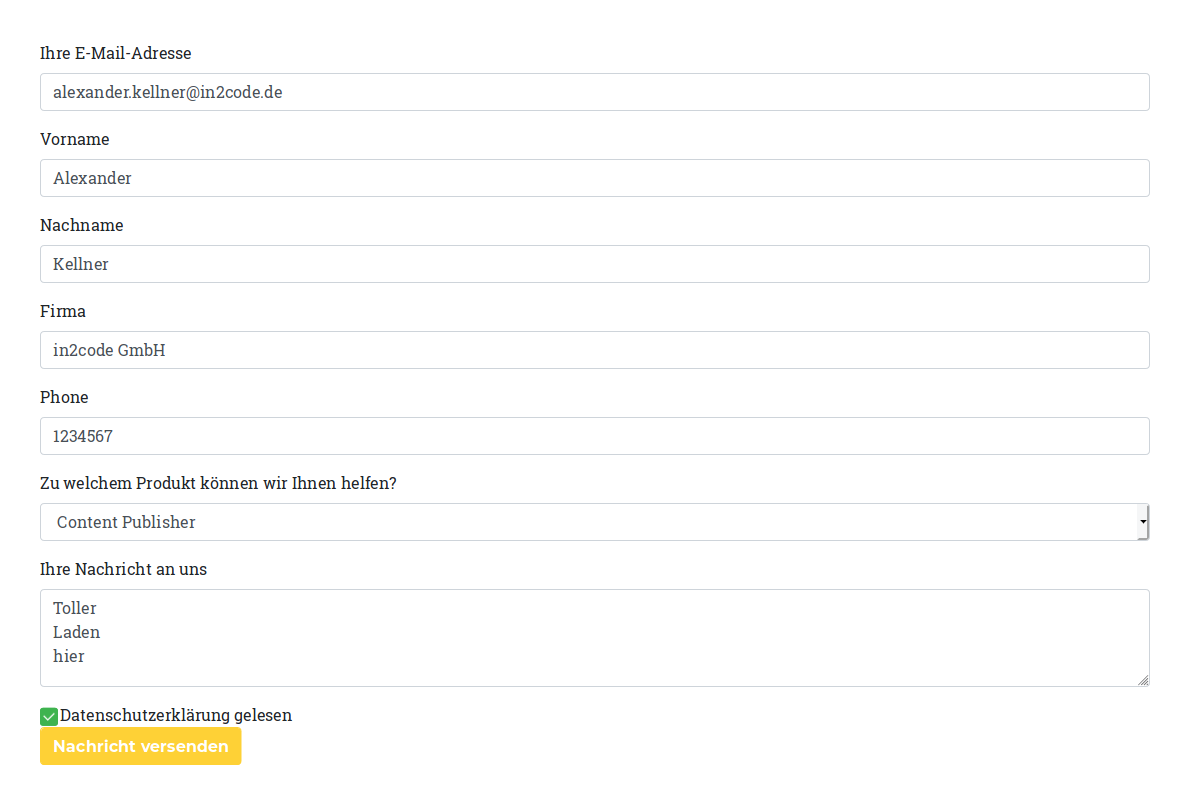 Ihre E-Mail-Adresse
alexander.kellner@in2code.de
Vorname
Alexander
Nachname
Kellner
Firma
in2code GmbH
Phone
1234567
Zu welchem Produkt können wir Ihnen helfen?
Content Publisher
Ihre Nachricht an uns
Toller
Laden
hier
Datenschutzerklärung gelesen
Nachricht versenden